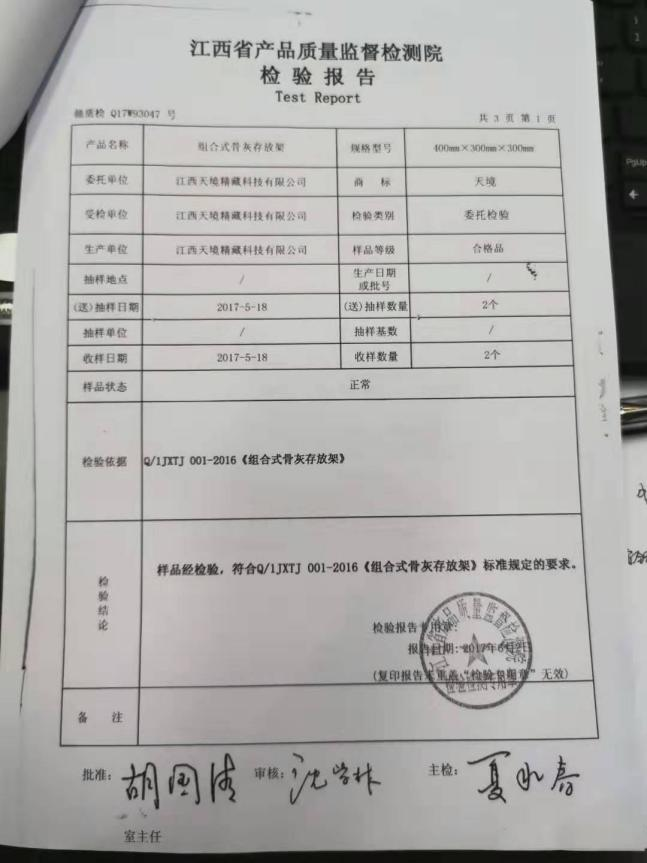 江西省产品质量监督检测院
检 验 报 告
Test Report
Q17W93047 号
共 3 页 第 1 页
产品名称 组合式骨灰存放架 规格型号 400mm×300mm×300mm
委托单位 江西天境精藏科技有限公司 商 标 天境
受检单位 江西天境精藏科技有限公司 检验类别 委托检验
生产单位 江西天境精藏科技有限公司 样品等级 合格品
抽样地点 / 生产日期或批号 /
(送)抽样日期 2017-5-18 (送)抽样数量 2个
抽样单位 / 抽样基数 /
收样日期 2017-5-18 收样数量 2个
样品状态 正常
检验依据 Q/1JXTJ 001-2016《组合式骨灰存放架》
检验结论
样品经检验，符合Q/1JXTJ 001-2016《组合式骨灰存放架》标准规定的要求。
检验报告专用章:
报告日期: 2017年6月2日
(复印报告未重盖“检验专用章”无效)
备 注
批准: 胡国清 审核: 沈学林 主检: 夏永春
室主任
PgUp